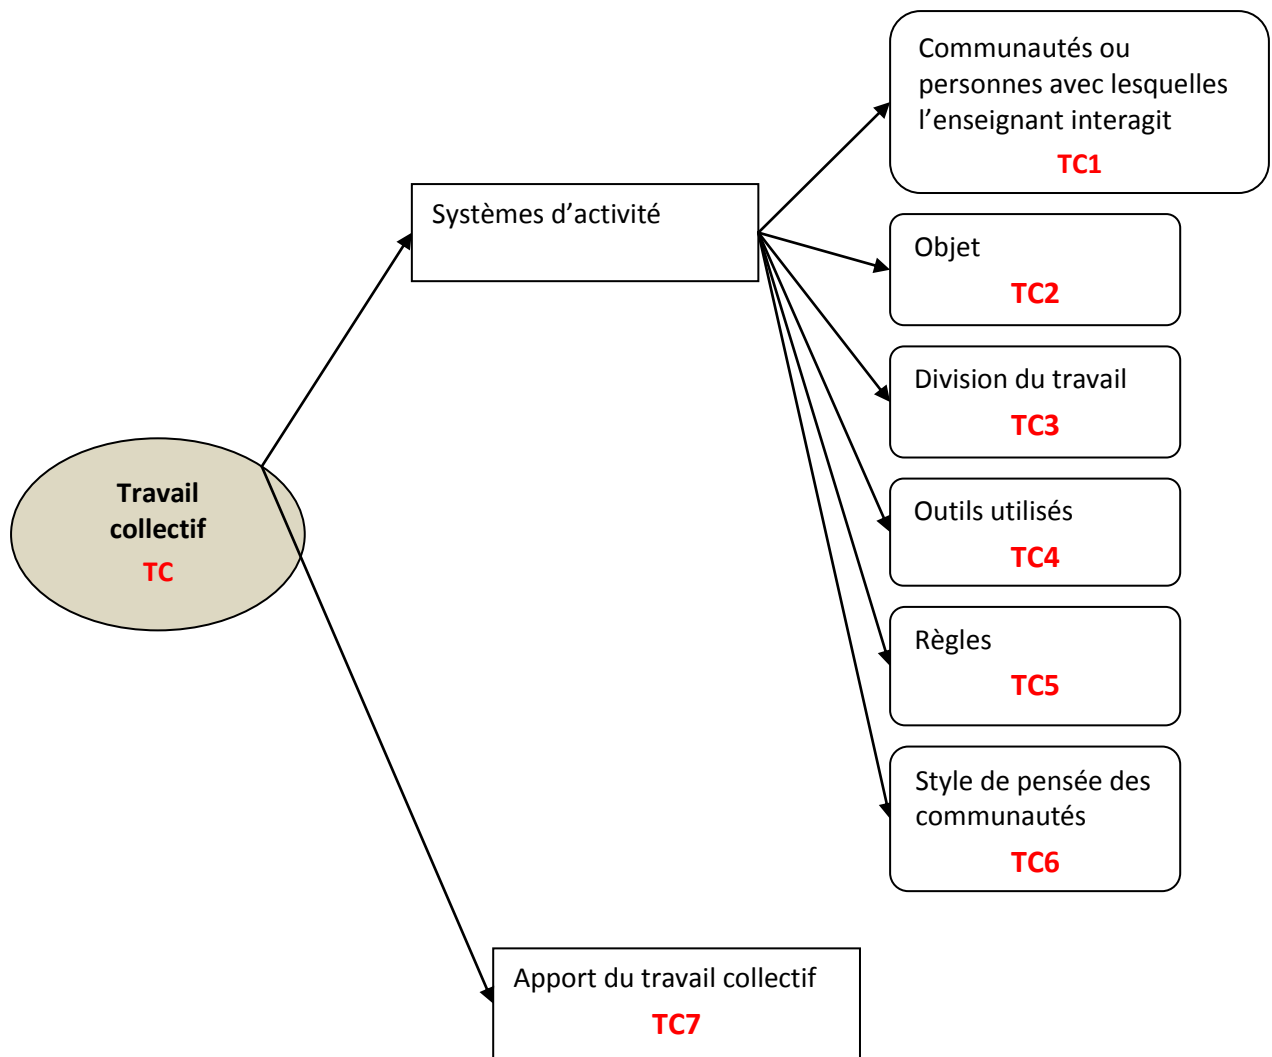 Communautés ou
personnes avec lesquelles
l’enseignant interagit
TC1
Systèmes d’activité
Objet
TC2
Division du travail
TC3
Travail
collectif
TC
Outils utilisés
TC4
Règles
TC5
Style de pensée des
communautés
TC6
Apport du travail collectif
TC7